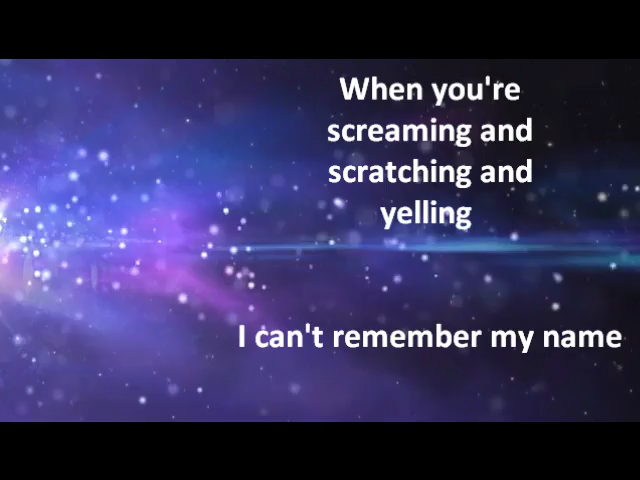 When you're
screaming and
scratching and
yelling
I can't remember my name